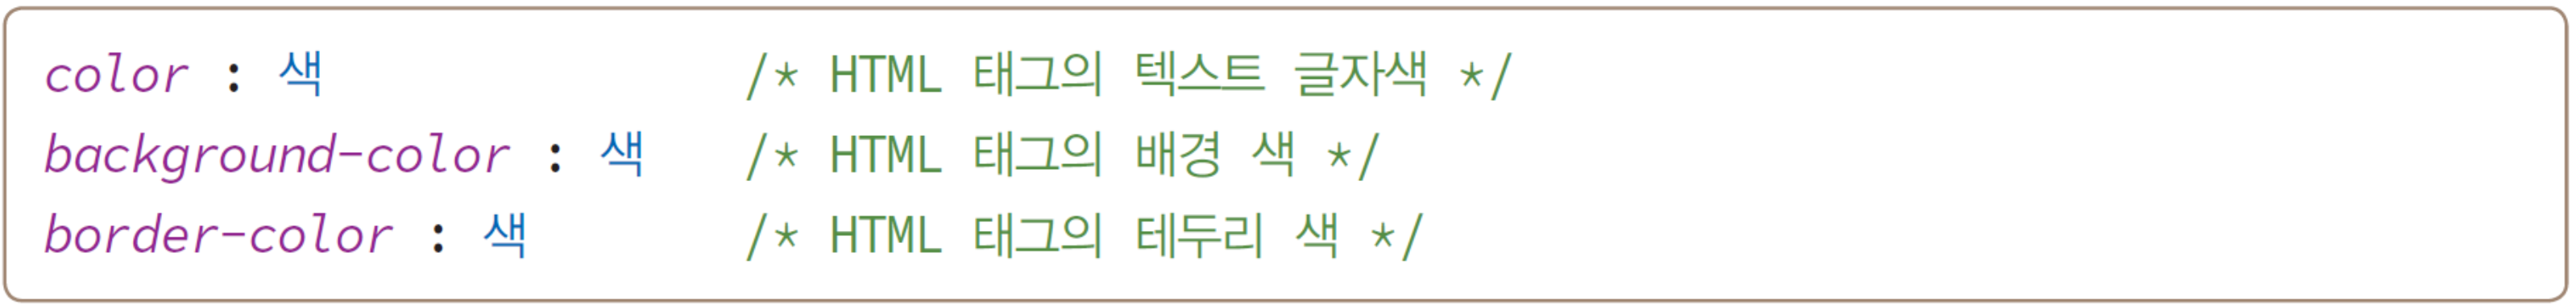 color : 색 /* HTML 태그의 텍스트 글자색 */
background-color : 색 /* HTML 태그의 배경 색 */
border-color : 색 /* HTML 태그의 테두리 색 */